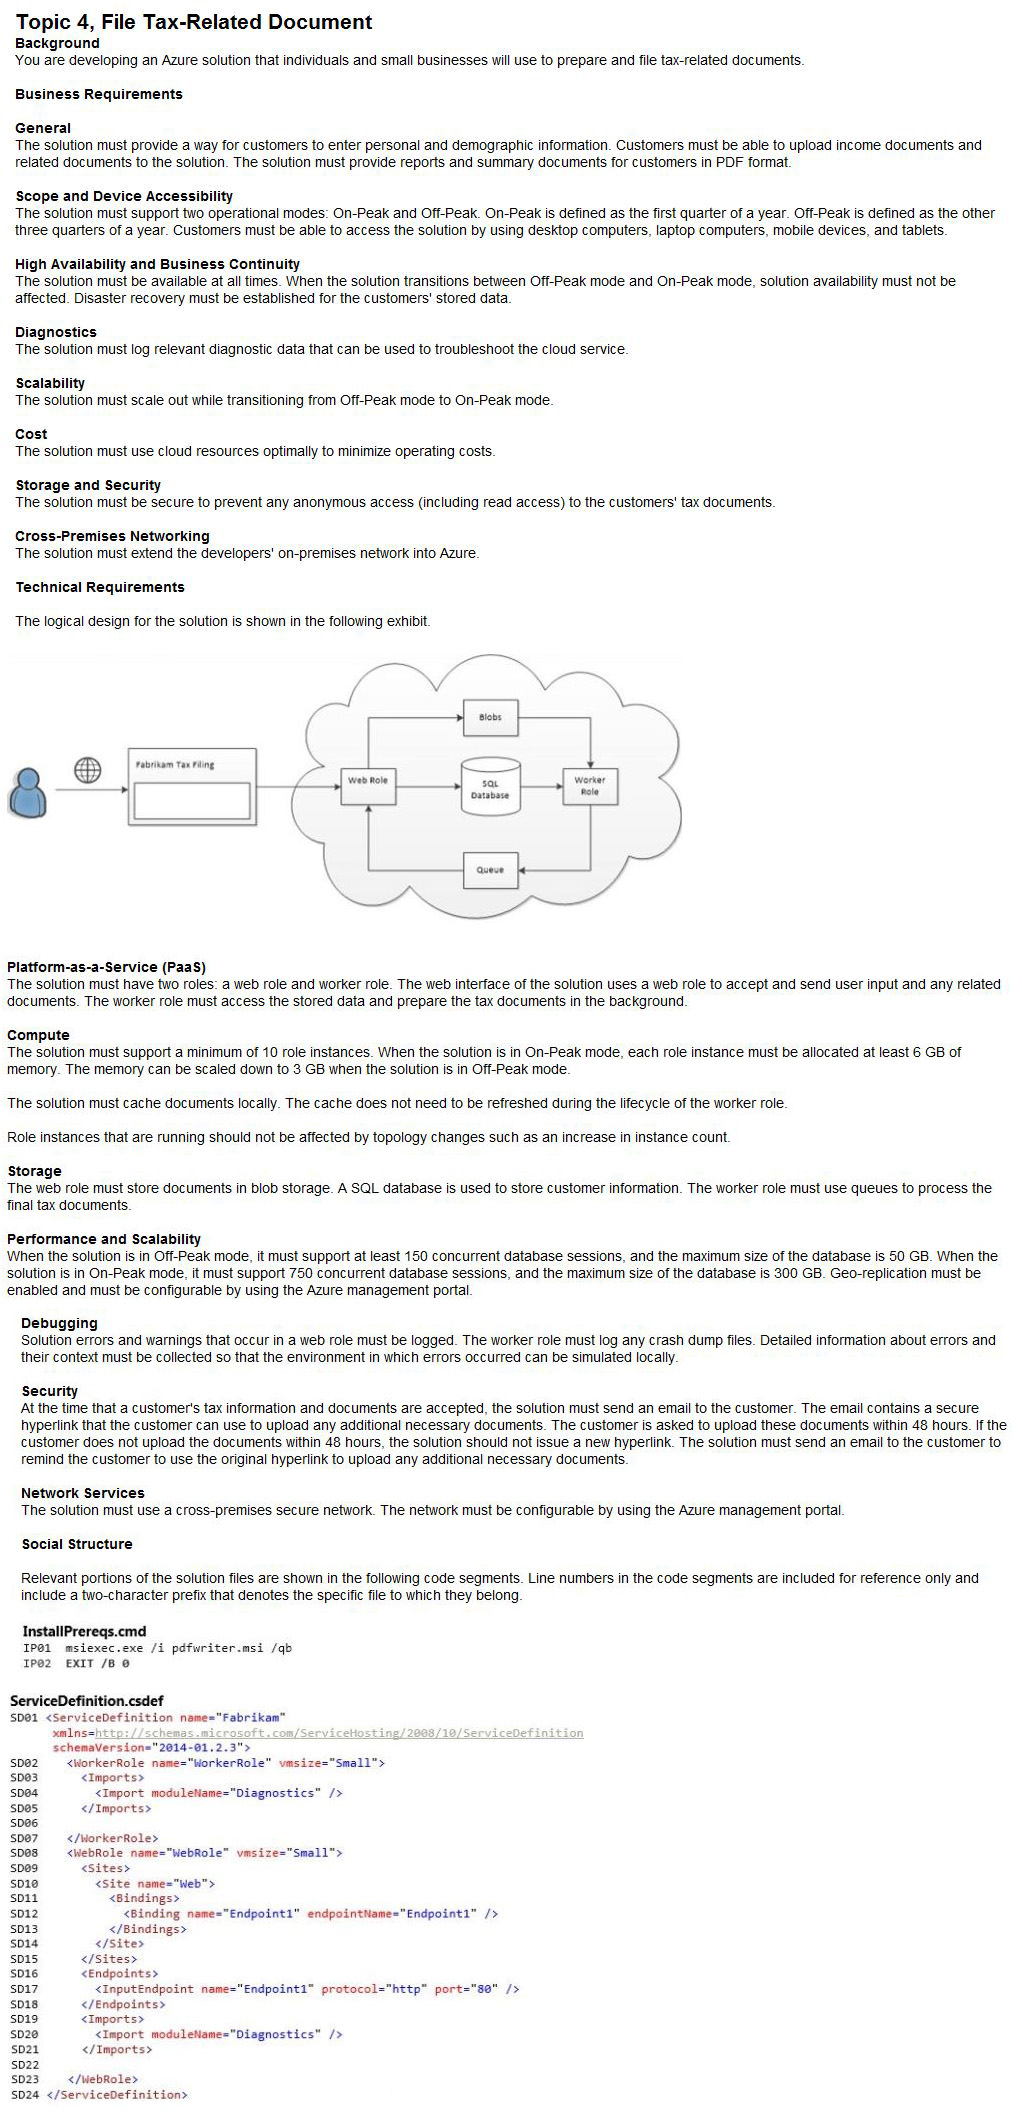 Topic 4, File Tax-Related Document
Background
You are developing an Azure solution that individuals and small businesses will use to prepare and file tax-related documents.
Business Requirements
General
The solution must provide a way for customers to enter personal and demographic information. Customers must be able to upload income documents and
related documents to the solution. The solution must provide reports and summary documents for customers in PDF format.
Scope and Device Accessibility
The solution must support two operational modes: On-Peak and Off-Peak. On-Peak is defined as the first quarter of a year. Off-Peak is defined as the other
three quarters of a year. Customers must be able to access the solution by using desktop computers, laptop computers, mobile devices, and tablets.
High Availability and Business Continuity
The solution must be available at all times. When the solution transitions between Off-Peak mode and On-Peak mode, solution availability must not be
affected. Disaster recovery must be established for the customers' stored data.
Diagnostics
The solution must log relevant diagnostic data that can be used to troubleshoot the cloud service.
Scalability
The solution must scale out while transitioning from Off-Peak mode to On-Peak mode.
Cost
The solution must use cloud resources optimally to minimize operating costs.
Storage and Security
The solution must be secure to prevent any anonymous access (including read access) to the customers' tax documents.
Cross-Premises Networking
The solution must extend the developers' on-premises network into Azure.
Technical Requirements
The logical design for the solution is shown in the following exhibit.
Fabrikam Tax Filing
Web Role
Blobs
SQL
Database
Worker
Role
Queue
Platform-as-a-Service (PaaS)
The solution must have two roles: a web role and worker role. The web interface of the solution uses a web role to accept and send user input and any related
documents. The worker role must access the stored data and prepare the tax documents in the background.
Compute
The solution must support a minimum of 10 role instances. When the solution is in On-Peak mode, each role instance must be allocated at least 6 GB of
memory. The memory can be scaled down to 3 GB when the solution is in Off-Peak mode.
The solution must cache documents locally. The cache does not need to be refreshed during the lifecycle of the worker role.
Role instances that are running should not be affected by topology changes such as an increase in instance count.
Storage
The web role must store documents in blob storage. A SQL database is used to store customer information. The worker role must use queues to process the
final tax documents.
Performance and Scalability
When the solution is in Off-Peak mode, it must support at least 150 concurrent database sessions, and the maximum size of the database is 50 GB. When the
solution is in On-Peak mode, it must support 750 concurrent database sessions, and the maximum size of the database is 300 GB. Geo-replication must be
enabled and must be configurable by using the Azure management portal.
Debugging
Solution errors and warnings that occur in a web role must be logged. The worker role must log any crash dump files. Detailed information about errors and
their context must be collected so that the environment in which errors occurred can be simulated locally.
Security
At the time that a customer's tax information and documents are accepted, the solution must send an email to the customer. The email contains a secure
hyperlink that the customer can use to upload any additional necessary documents. The customer is asked to upload these documents within 48 hours. If the
customer does not upload the documents within 48 hours, the solution should not issue a new hyperlink. The solution must send an email to the customer to
remind the customer to use the original hyperlink to upload any additional necessary documents.
Network Services
The solution must use a cross-premises secure network. The network must be configurable by using the Azure management portal.
Social Structure
Relevant portions of the solution files are shown in the following code segments. Line numbers in the code segments are included for reference only and
include a two-character prefix that denotes the specific file to which they belong.
InstallPrereqs.cmd
IP01 msiexec.exe /i pdfwriter.msi /qb
IP02 EXIT /B 0
ServiceDefinition.csdef
SD01 <ServiceDefinition name="Fabrikam"
xmlns=http://schemas.microsoft.com/ServiceHosting/2008/10/ServiceDefinition
schemaVersion="2014-01.2.3">
SD02 <WorkerRole name="WorkerRole" vmsize="Small">
SD03 <Imports>
SD04 <Import moduleName="Diagnostics" />
SD05 </Imports>
SD06
SD07 </WorkerRole>
SD08 <WebRole name="WebRole" vmsize="Small">
SD09 <Sites>
SD10 <Site name="Web">
SD11 <Bindings>
SD12 <Binding name="Endpoint1" endpointName="Endpoint1" />
SD13 </Bindings>
SD14 </Site>
SD15 </Sites>
SD16 <Endpoints>
SD17 <InputEndpoint name="Endpoint1" protocol="http" port="80" />
SD18 </Endpoints>
SD19 <Imports>
SD20 <Import moduleName="Diagnostics" />
SD21 </Imports>
SD22
SD23 </WebRole>
SD24 </ServiceDefinition>